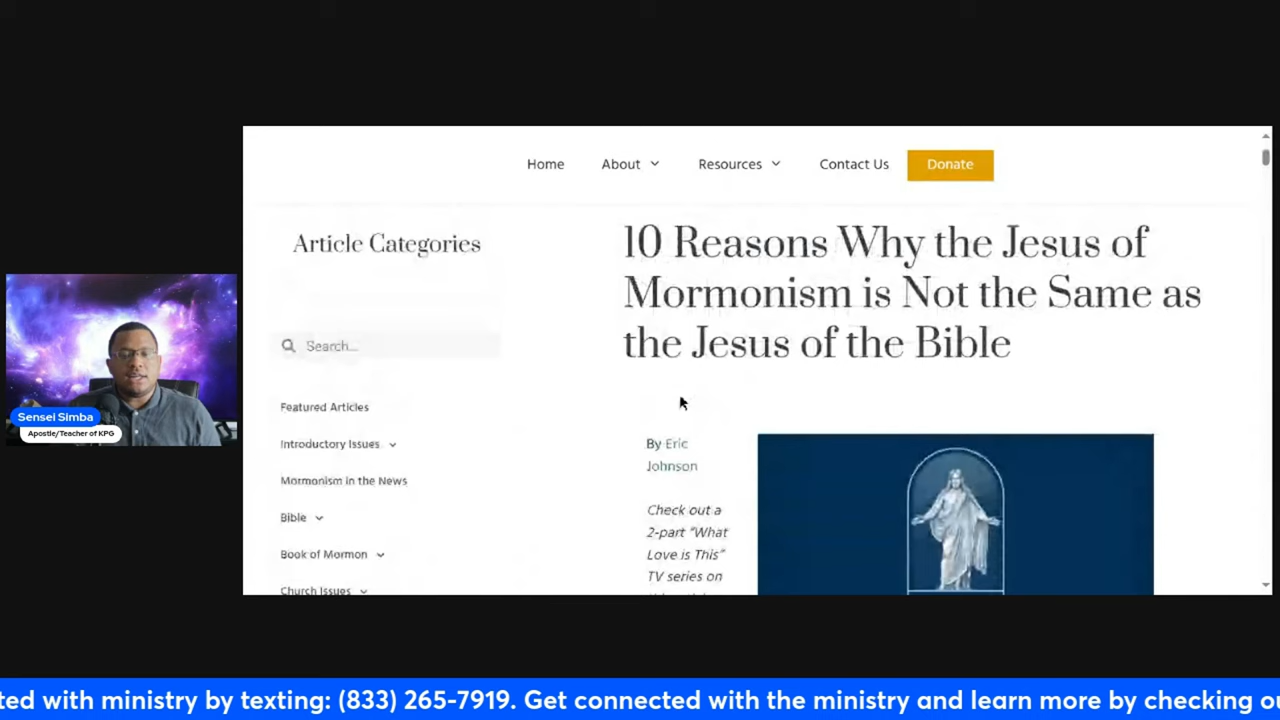 Home About Resources Contact Us Donate
Article Categories
Search...
Featured Articles
Introductory Issues
Mormonism in the News
Bible
Book of Mormon
Church Issues
10 Reasons Why the Jesus of
Mormonism is Not the Same as
the Jesus of the Bible
By Eric
Johnson
Check out a
2-part “What
Love is This”
TV series on
Sensei Simba
Apostle/Teacher of KPG
ted with ministry by texting: (833) 265-7919. Get connected with the ministry and learn more by checking